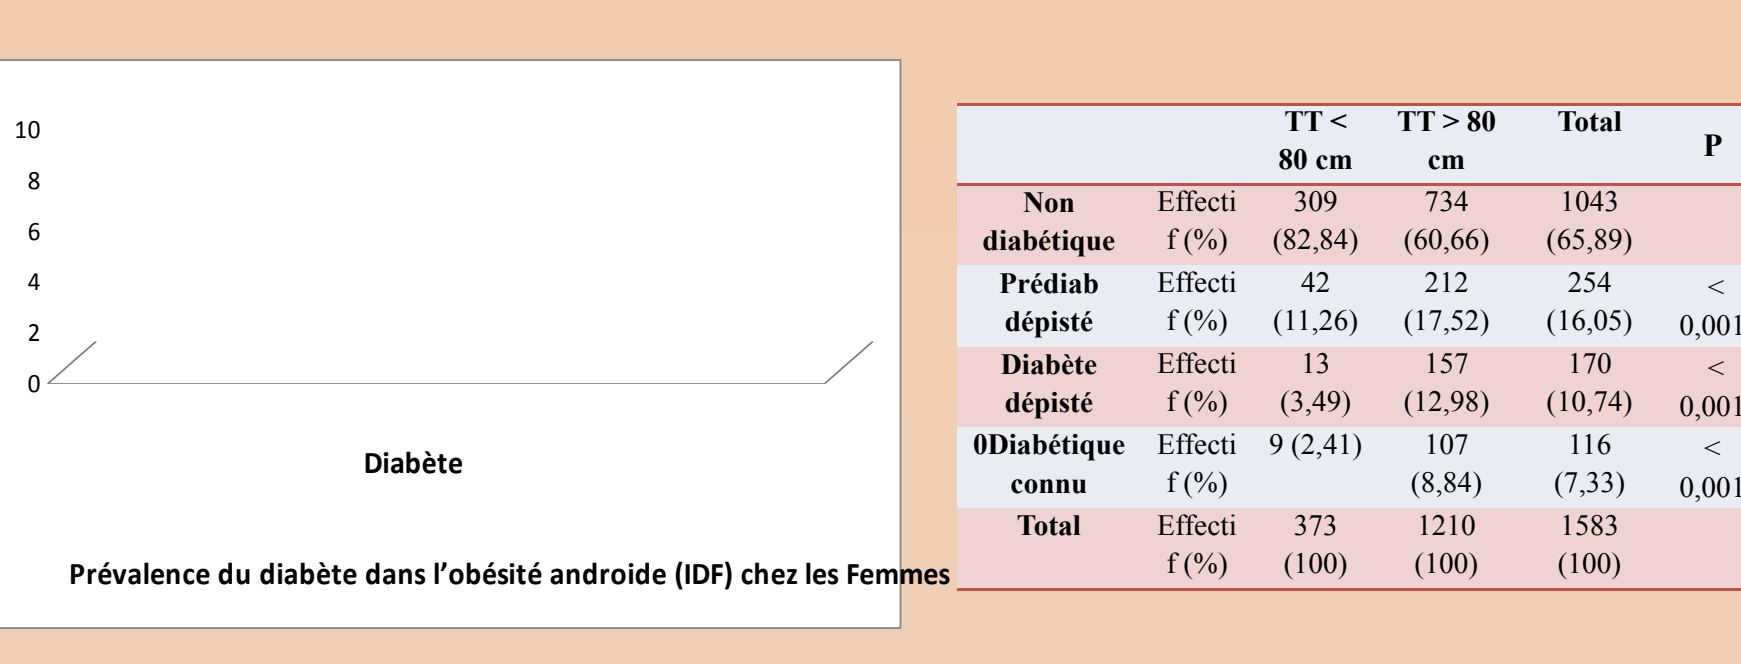 10
8
6
4
2
0
Diabète
Prévalence du diabète dans l’obésité androide (IDF) chez les Femmes
TT < TT > 80 Total
80 cm cm P
Non Effecti 309 734 1043
diabétique f (%) (82,84) (60,66) (65,89)
Prédiab Effecti 42 212 254 <
dépisté f (%) (11,26) (17,52) (16,05) 0,001
Diabète Effecti 13 157 170 <
dépisté f (%) (3,49) (12,98) (10,74) 0,001
0Diabétique Effecti 9 (2,41) 107 116 <
connu f (%) (8,84) (7,33) 0,001
Total Effecti 373 1210 1583
f (%) (100) (100) (100)